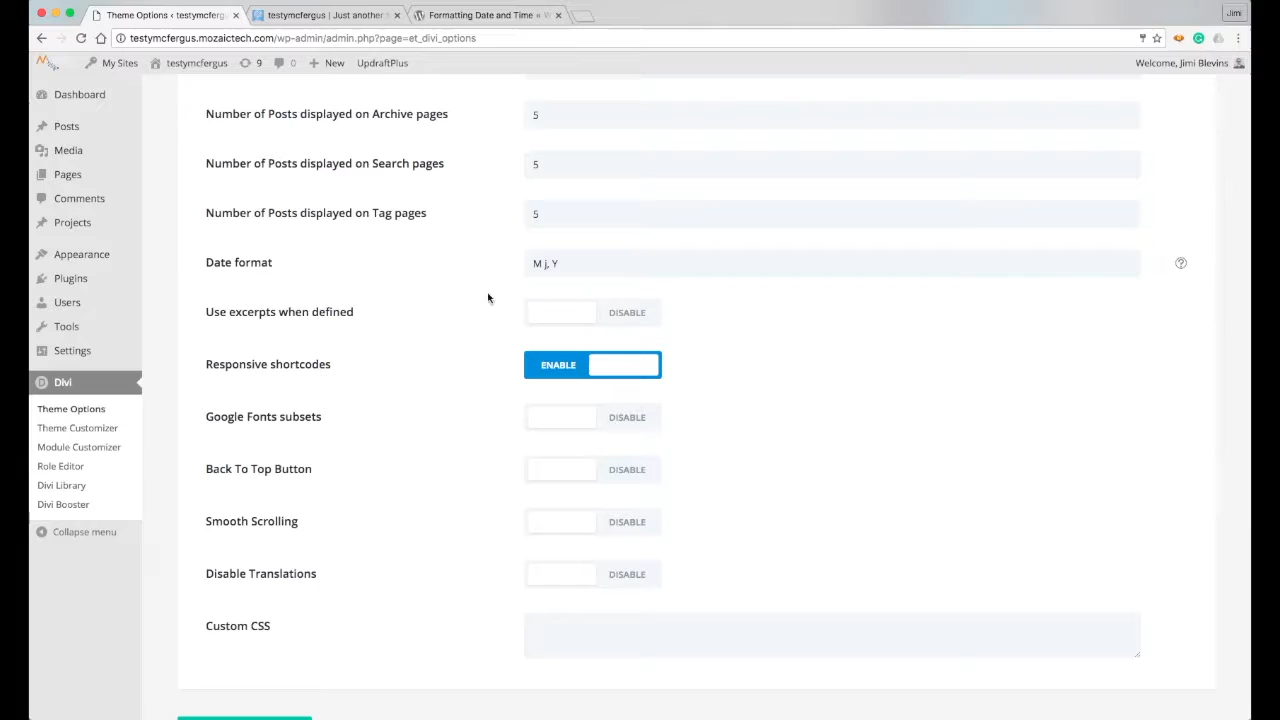 Theme Options < testymcferg
testymcfergus | Just another
Formatting Date and Time « W
Jimi
testymcfergus.mozaictech.com/wp-admin/admin.php?page=et_divi_options
My Sites
testymcfergus
9
0
New
UpdraftPlus
Welcome, Jimi Blevins
Dashboard
Posts
Media
Pages
Comments
Projects
Appearance
Plugins
Users
Tools
Settings
Divi
Theme Options
Theme Customizer
Module Customizer
Role Editor
Divi Library
Divi Booster
Collapse menu
Number of Posts displayed on Archive pages
5
Number of Posts displayed on Search pages
5
Number of Posts displayed on Tag pages
5
Date format
M j, Y
Use excerpts when defined
DISABLE
Responsive shortcodes
ENABLE
Google Fonts subsets
DISABLE
Back To Top Button
DISABLE
Smooth Scrolling
DISABLE
Disable Translations
DISABLE
Custom CSS